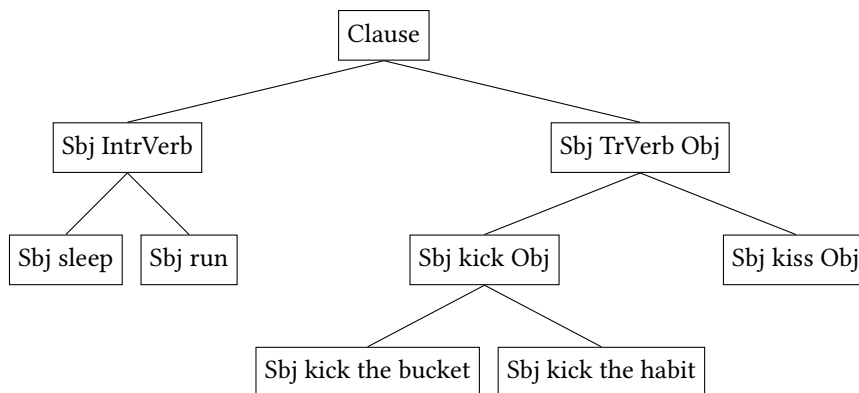 Clause
Sbj IntrVerb
Sbj TrVerb Obj
Sbj sleep
Sbj run
Sbj kick Obj
Sbj kiss Obj
Sbj kick the bucket
Sbj kick the habit